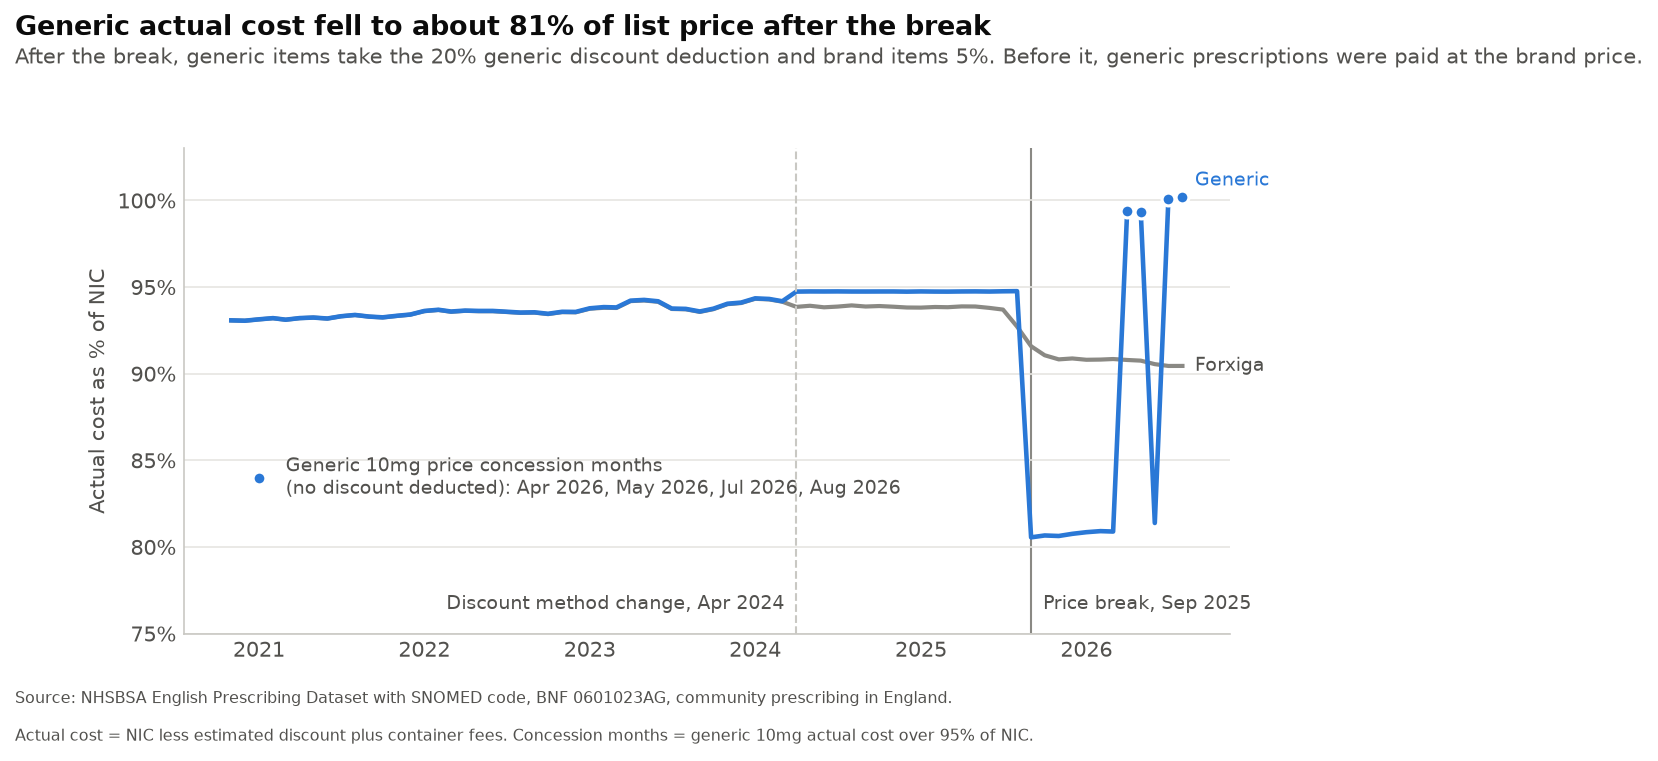 Generic actual cost fell to about 81% of list price after the break
After the break, generic items take the 20% generic discount deduction and brand items 5%. Before it, generic prescriptions were paid at the brand price.
Actual cost as % of NIC
100%
95%
90%
85%
80%
75%
Generic
Forxiga
Generic 10mg price concession months
(no discount deducted): Apr 2026, May 2026, Jul 2026, Aug 2026
Discount method change, Apr 2024
Price break, Sep 2025
2021
2022
2023
2024
2025
2026
Source: NHSBSA English Prescribing Dataset with SNOMED code, BNF 0601023AG, community prescribing in England.
Actual cost = NIC less estimated discount plus container fees. Concession months = generic 10mg actual cost over 95% of NIC.